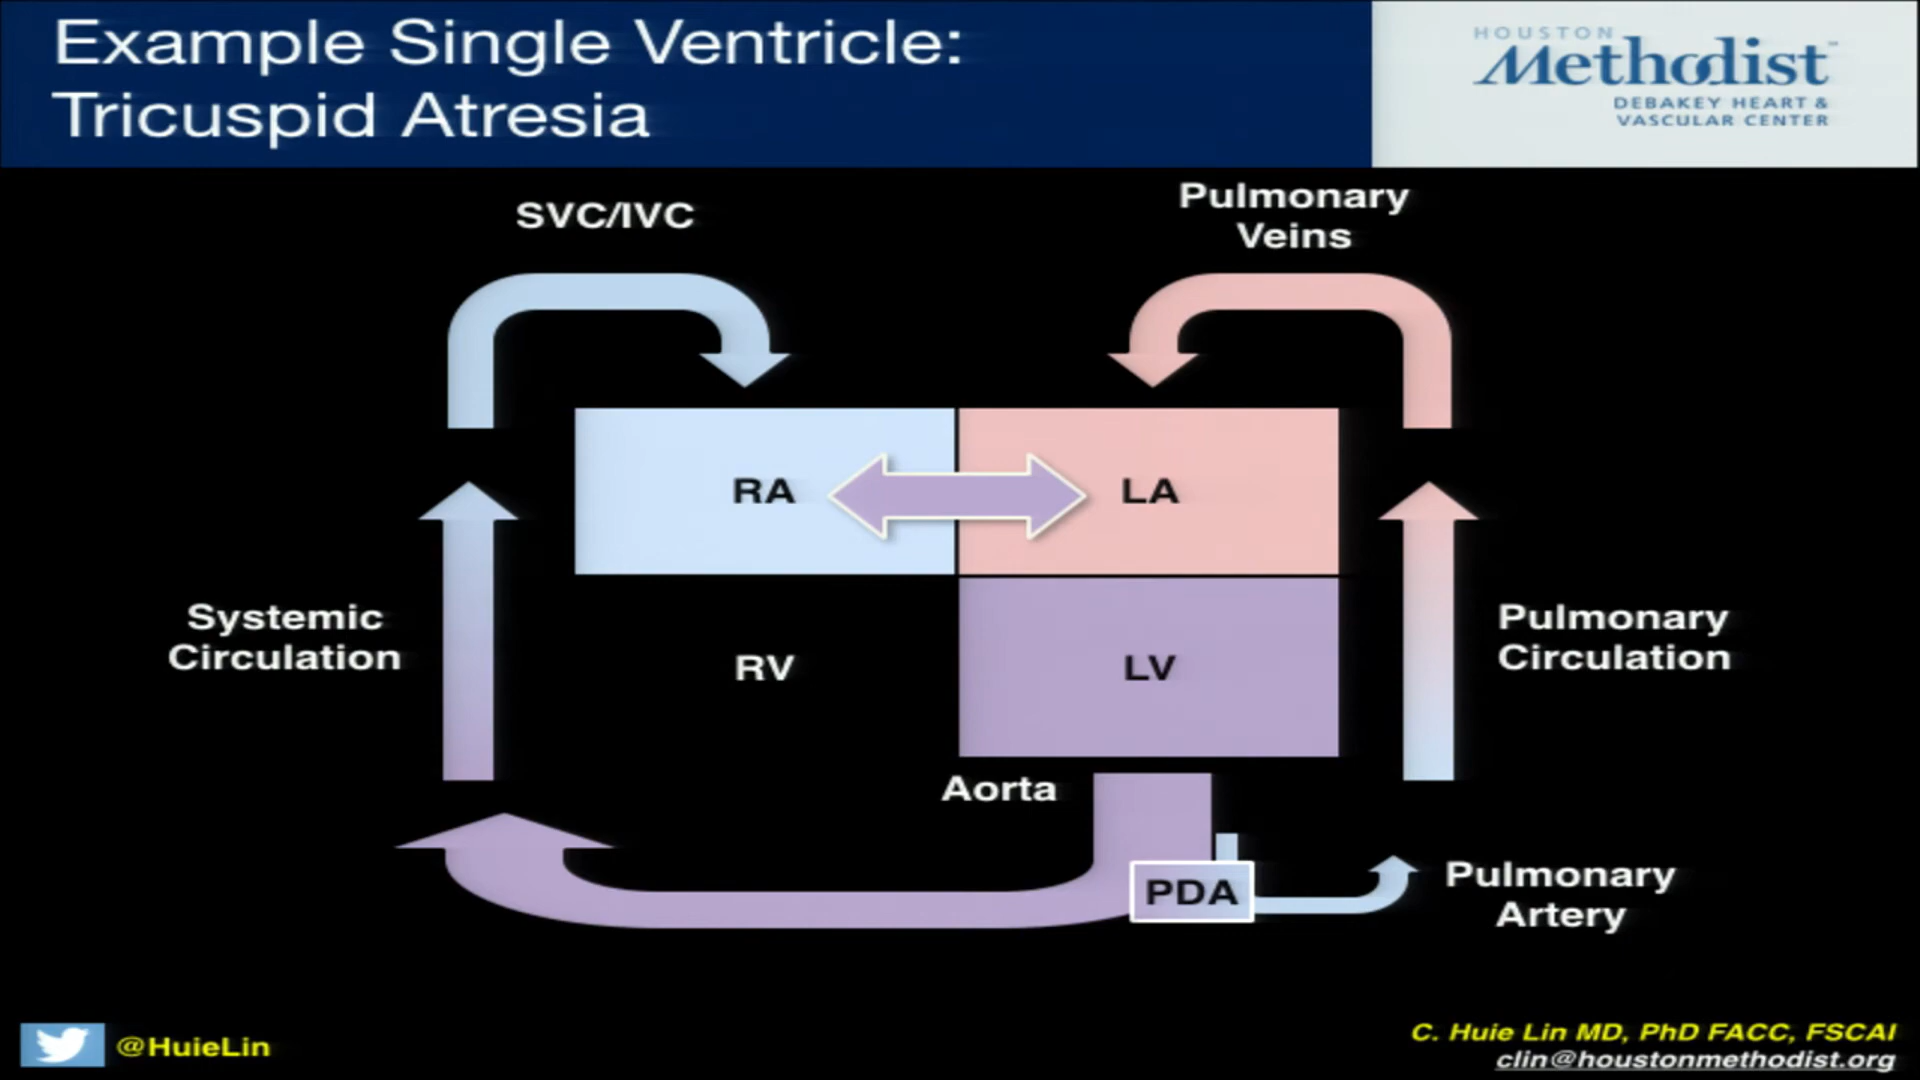 Example Single Ventricle:
Tricuspid Atresia
HOUSTON
Methodist
DEBAKEY HEART &
VASCULAR CENTER
SVC/IVC
Pulmonary
Veins
RA
LA
Systemic
Circulation
RV
LV
Pulmonary
Circulation
Aorta
PDA
Pulmonary
Artery
@HuieLin
C. Huie Lin MD, PhD FACC, FSCAI
clin@houstonmethodist.org